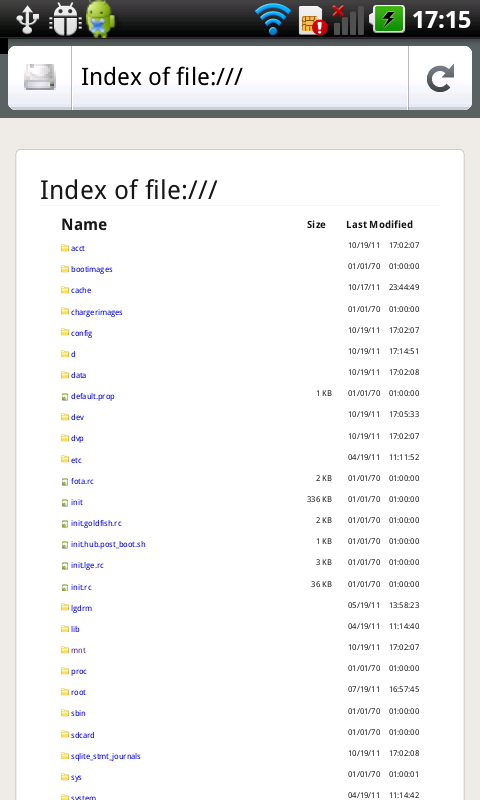 17:15
Index of file:///
Index of file:///
Name Size Last Modified
acct 10/19/11 17:02:07
bootimages 01/01/70 01:00:00
cache 10/17/11 23:44:49
chargerimages 01/01/70 01:00:00
config 10/19/11 17:02:07
d 10/19/11 17:14:51
data 10/19/11 17:02:08
default.prop 1 KB 01/01/70 01:00:00
dev 10/19/11 17:05:33
dvp 10/19/11 17:02:07
etc 04/19/11 11:11:52
fota.rc 2 KB 01/01/70 01:00:00
init 336 KB 01/01/70 01:00:00
init.goldfish.rc 2 KB 01/01/70 01:00:00
init.hub.post_boot.sh 1 KB 01/01/70 01:00:00
init.lge.rc 3 KB 01/01/70 01:00:00
init.rc 36 KB 01/01/70 01:00:00
lgdrm 05/19/11 13:58:23
lib 04/19/11 11:14:40
mnt 10/19/11 17:02:07
proc 01/01/70 01:00:00
root 07/19/11 16:57:45
sbin 01/01/70 01:00:00
sdcard 01/01/70 01:00:00
sqlite_stmt_journals 10/19/11 17:02:08
sys 01/01/70 01:00:01
system 04/19/11 11:14:42